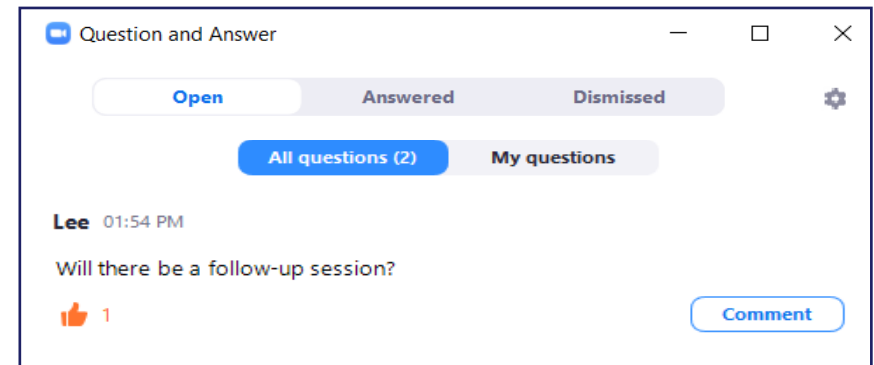 Question and Answer
Open Answered Dismissed
All questions (2) My questions
Lee 01:54 PM
Will there be a follow-up session?
1 Comment